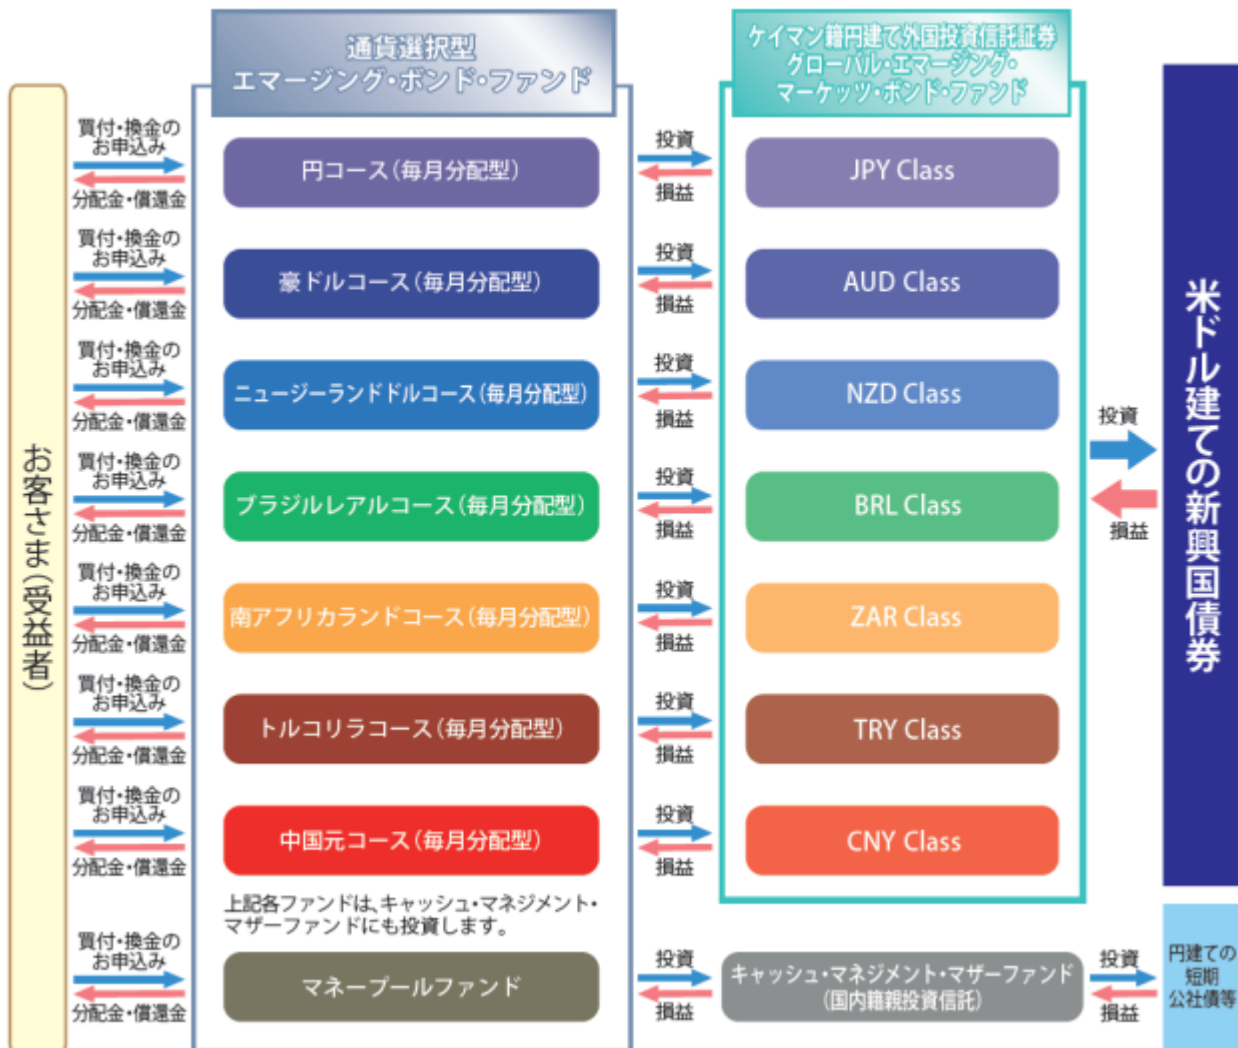 通貨選択型
エマージング・ボンド・ファンド
ケイマン籍円建て外国投資信託証券
グローバル・エマージング・
マーケッツ・ボンド・ファンド
お客さま(受益者)
買付・換金の
お申込み
分配金・償還金
円コース(毎月分配型)
投資
損益
JPY Class
買付・換金の
お申込み
分配金・償還金
豪ドルコース(毎月分配型)
投資
損益
AUD Class
買付・換金の
お申込み
分配金・償還金
ニュージーランドドルコース(毎月分配型)
投資
損益
NZD Class
買付・換金の
お申込み
分配金・償還金
ブラジルレアルコース(毎月分配型)
投資
損益
BRL Class
買付・換金の
お申込み
分配金・償還金
南アフリカランドコース(毎月分配型)
投資
損益
ZAR Class
買付・換金の
お申込み
分配金・償還金
トルコリラコース(毎月分配型)
投資
損益
TRY Class
買付・換金の
お申込み
分配金・償還金
中国元コース(毎月分配型)
投資
損益
CNY Class
投資
損益
米ドル建ての新興国債券
上記各ファンドは、キャッシュ・マネジメント・
マザーファンドにも投資します。
買付・換金の
お申込み
分配金・償還金
マネープールファンド
投資
損益
キャッシュ・マネジメント・マザーファンド
(国内籍親投資信託)
投資
損益
円建ての
短期
公社債等